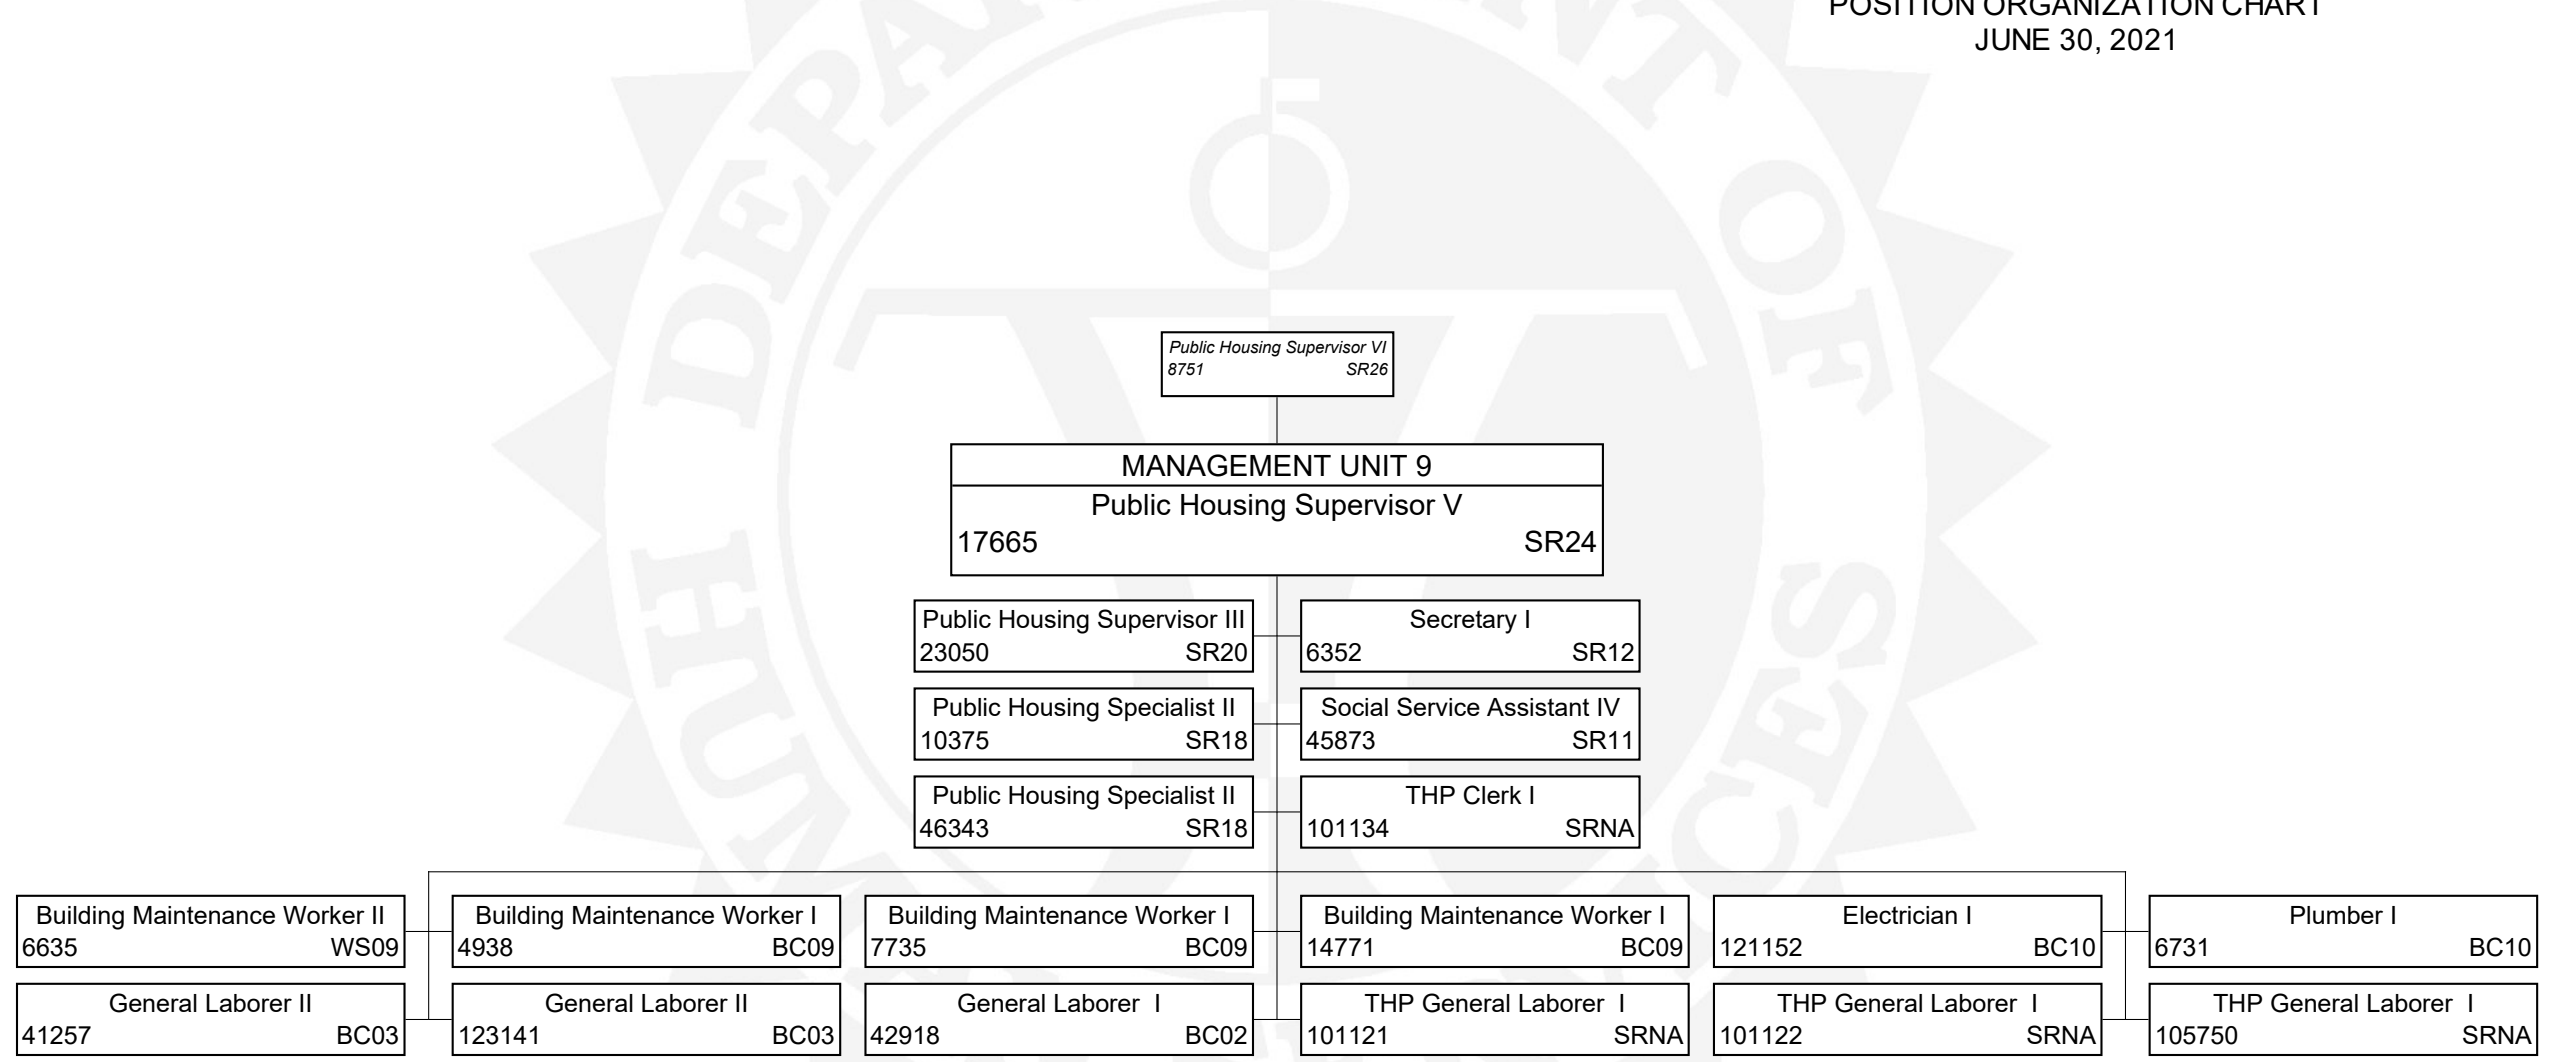 POSITION ORGANIZATION CHART
JUNE 30, 2021
DEPARTMENT OF
HUM
CES
Public Housing Supervisor VI
8751 SR26
MANAGEMENT UNIT 9
Public Housing Supervisor V
17665 SR24
Public Housing Supervisor III
23050 SR20
Secretary I
6352 SR12
Public Housing Specialist II
10375 SR18
Social Service Assistant IV
45873 SR11
Public Housing Specialist II
46343 SR18
THP Clerk I
101134 SRNA
Building Maintenance Worker II
6635 WS09
Building Maintenance Worker I
4938 BC09
Building Maintenance Worker I
7735 BC09
Building Maintenance Worker I
14771 BC09
Electrician I
121152 BC10
Plumber I
6731 BC10
General Laborer II
41257 BC03
General Laborer II
123141 BC03
General Laborer I
42918 BC02
THP General Laborer I
101121 SRNA
THP General Laborer I
101122 SRNA
THP General Laborer I
105750 SRNA